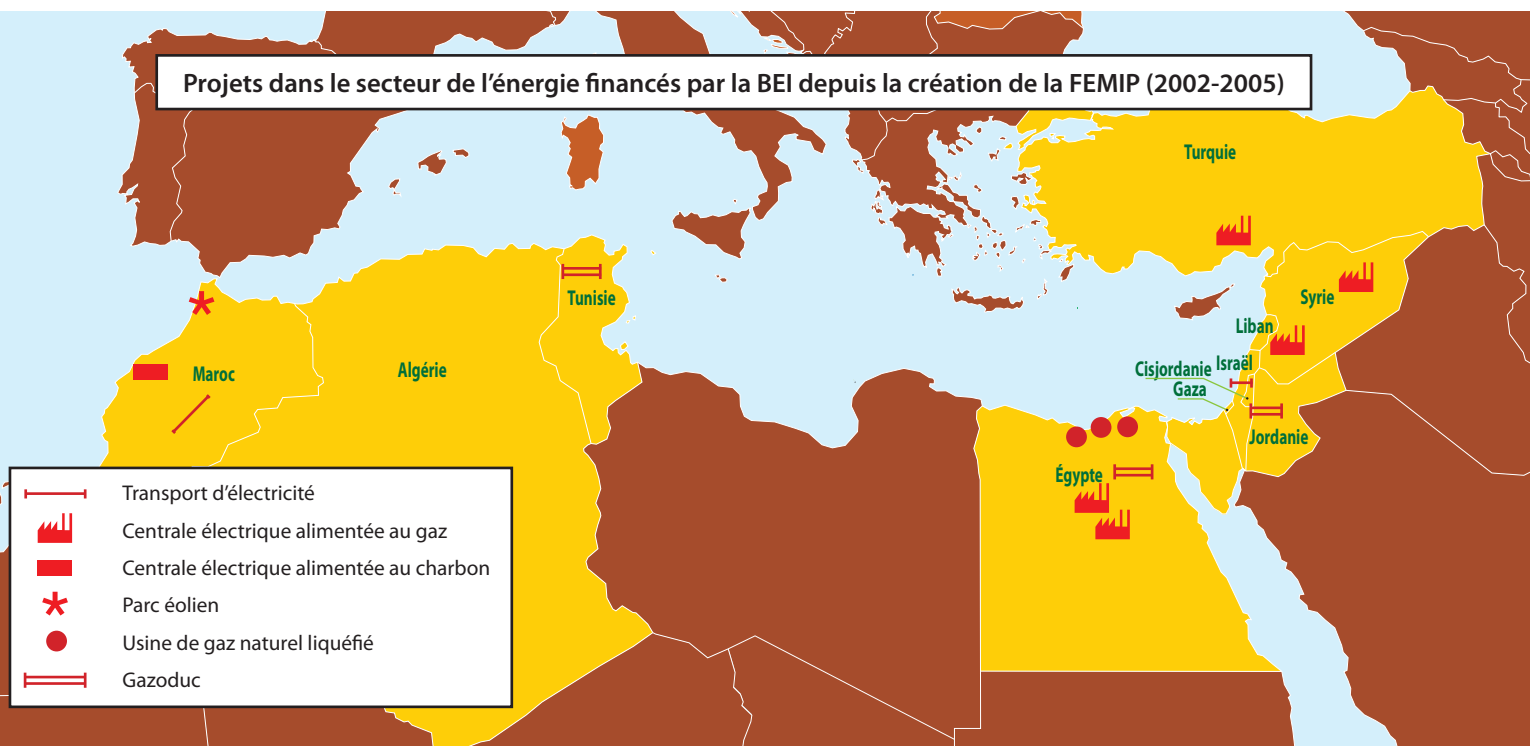 Projets dans le secteur de l’énergie financés par la BEI depuis la création de la FEMIP (2002-2005)
Turquie
Tunisie
Syrie
Liban
Maroc
Algérie
Cisjordanie
Israël
Gaza
Jordanie
Égypte
Transport d’électricité
Centrale électrique alimentée au gaz
Centrale électrique alimentée au charbon
Parc éolien
Usine de gaz naturel liquéfié
Gazoduc